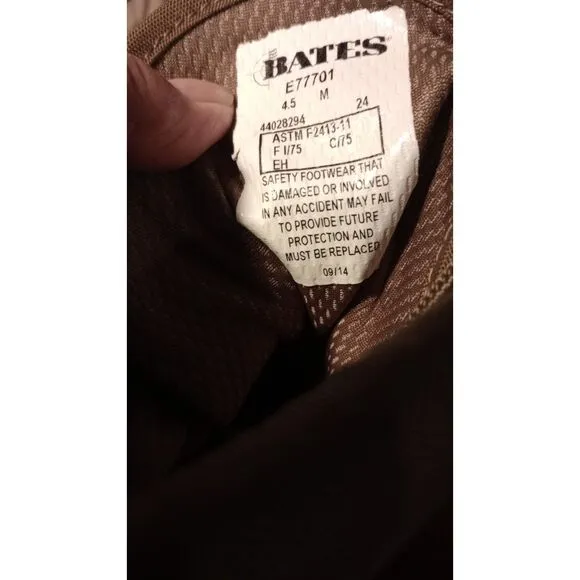 BATES
E77701
4.5 M
44028294 24
ASTM F2413-11
F I/75 C/75
EH
SAFETY FOOTWEAR THAT
IS DAMAGED OR INVOLVED
IN ANY ACCIDENT MAY FAIL
TO PROVIDE FUTURE
PROTECTION AND
MUST BE REPLACED
09/14